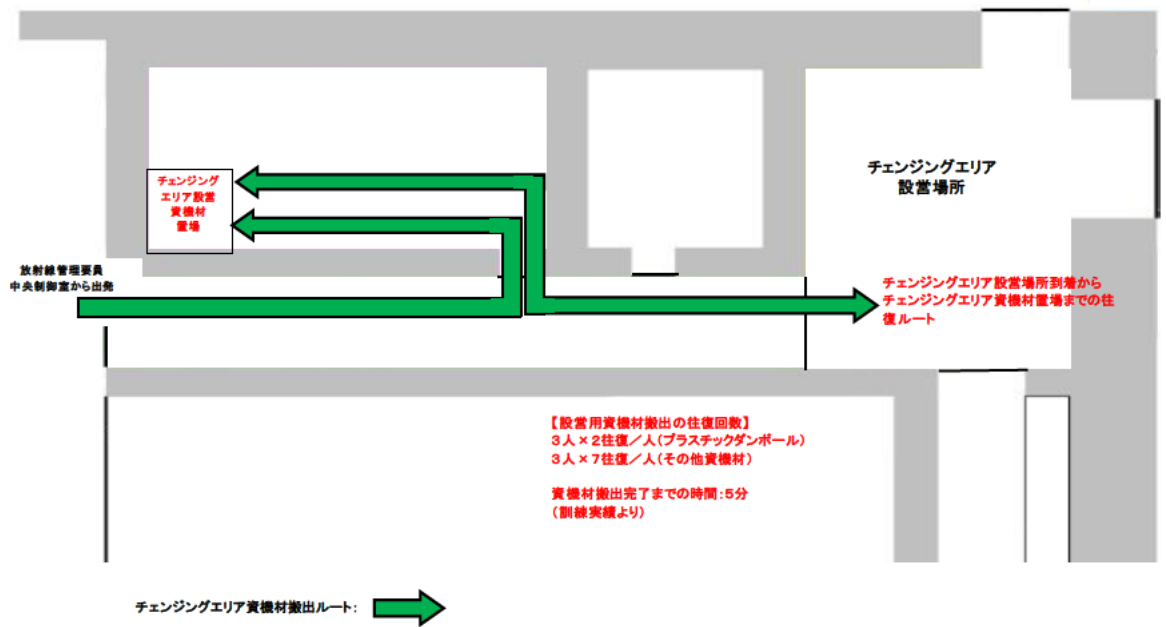 チェンジングエリア
設営場所
チェンジング
エリア設営
資機材
置場
放射線管理要員
中央制御室から出発
チェンジングエリア設営場所到着から
チェンジングエリア資機材置場までの往
復ルート
【設営用資機材搬出の往復回数】
3人×2往復/人(プラスチックダンボール)
3人×7往復/人(その他資機材)
資機材搬出完了までの時間:5分
(訓練実績より)
チェンジングエリア資機材搬出ルート: